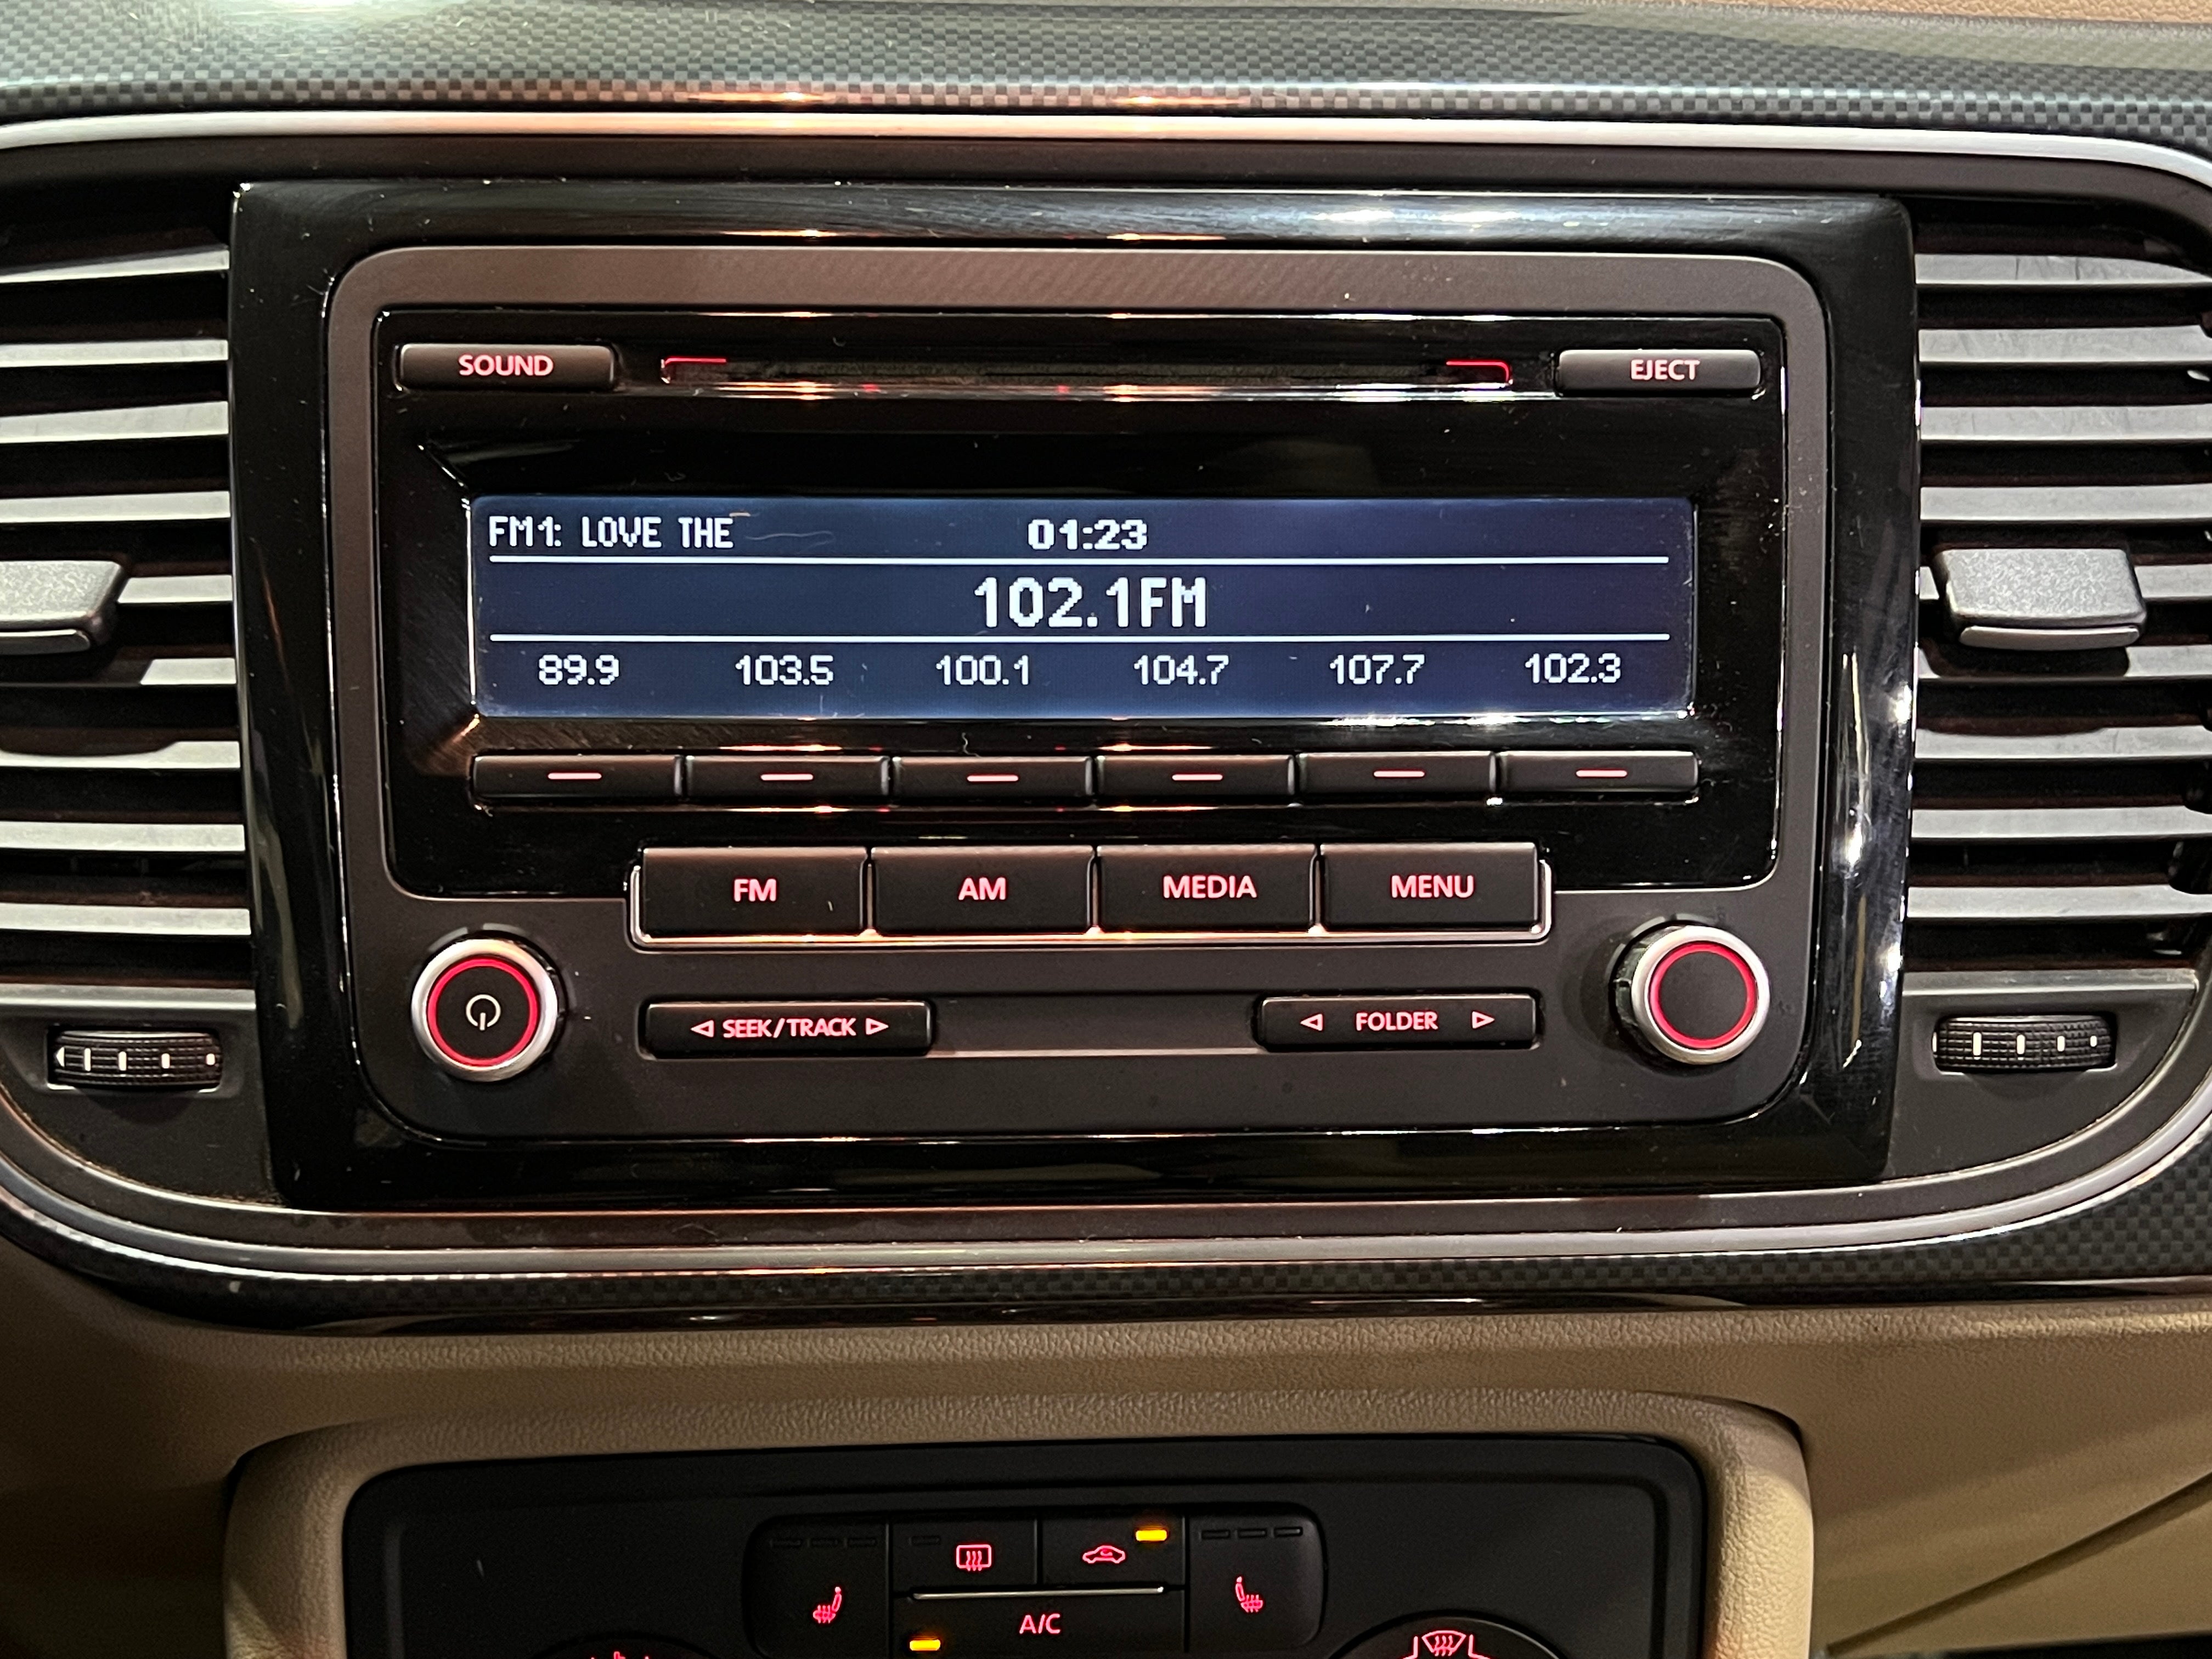 SOUND EJECT
FM1: LOVE THE 01:23
102.1FM
89.9 103.5 100.1 104.7 107.7 102.3
FM AM MEDIA MENU
SEEK/TRACK FOLDER
A/C